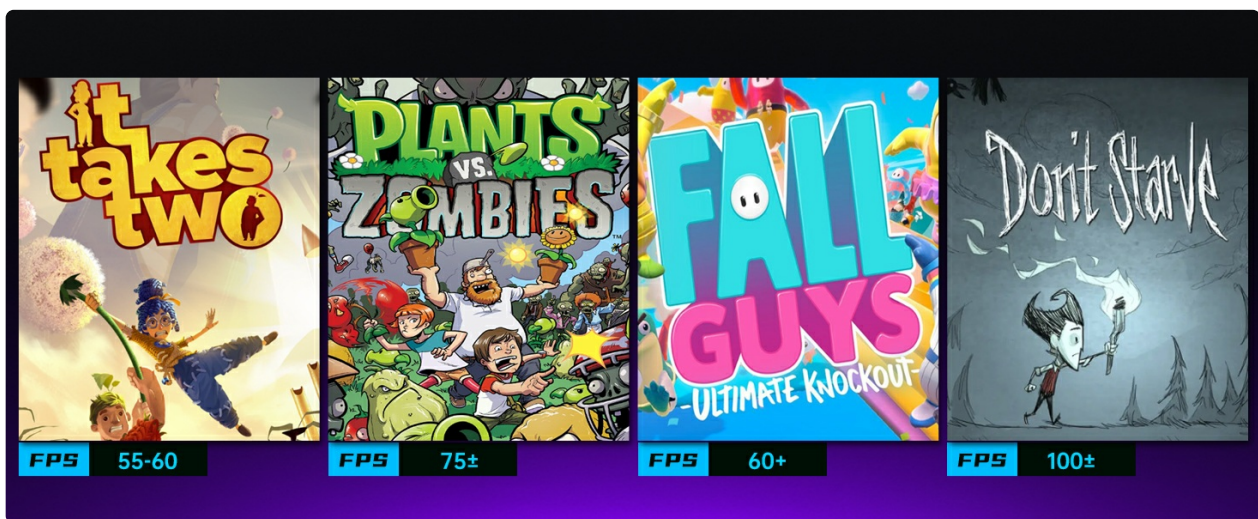 it
takes
two
PLANTS
VS.
ZOMBIES™
FALL
GUYS
-ULTIMATE KNOCKOUT-
Don't Starve
FPS 55-60
FPS 75±
FPS 60+
FPS 100±